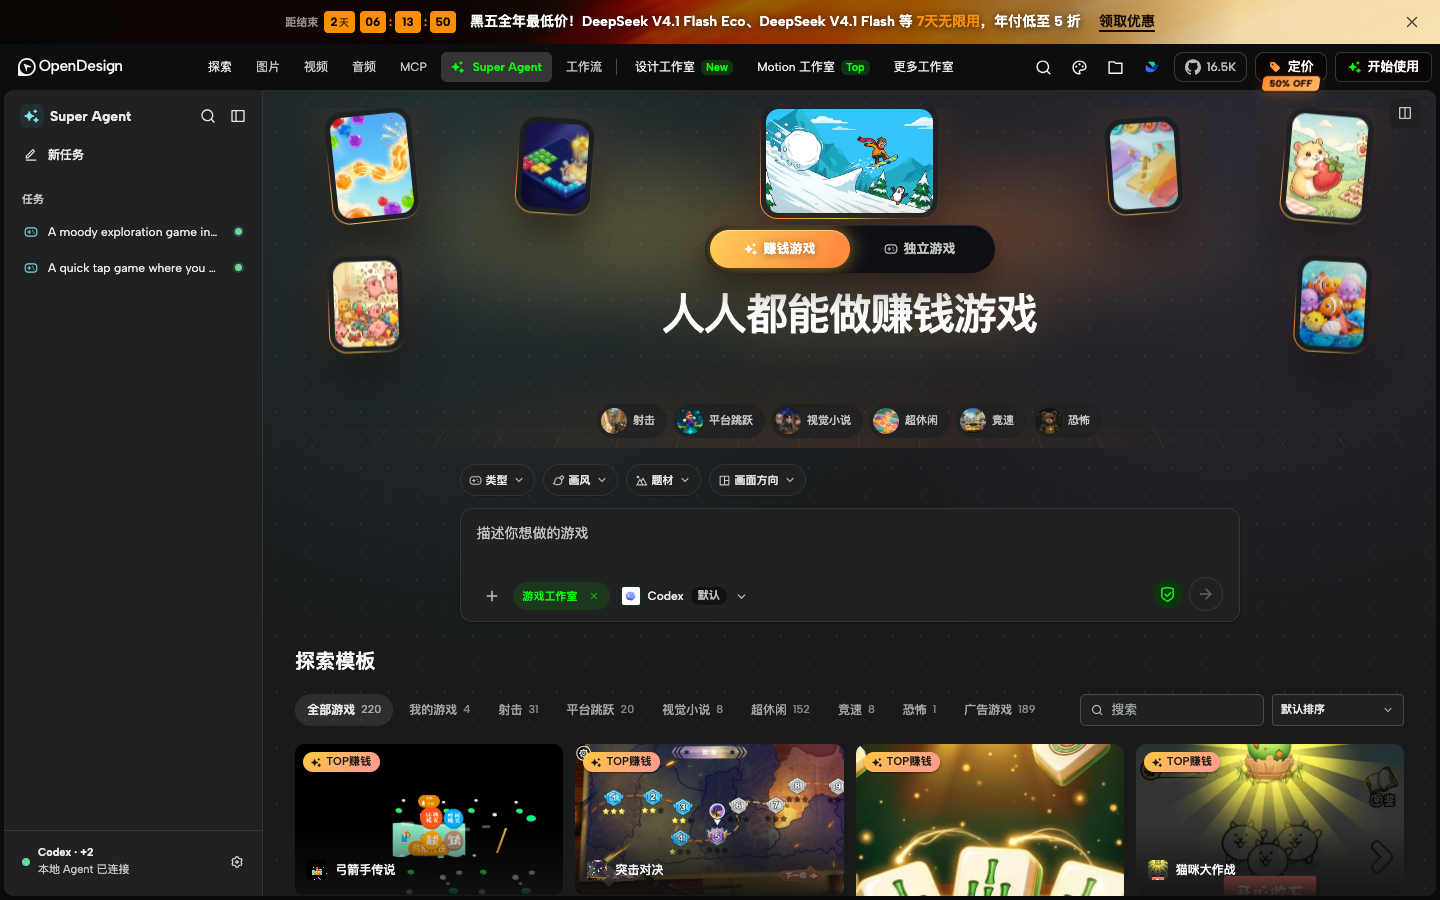 距结束 2天 06 : 13 : 50 黑五全年最低价！DeepSeek V4.1 Flash Eco、DeepSeek V4.1 Flash 等 7天无限用，年付低至 5 折 领取优惠
OpenDesign 探索 图片 视频 音频 MCP Super Agent 工作流 设计工作室 New Motion 工作室 Top 更多工作室 16.5K 定价 开始使用
50% OFF
Super Agent
新任务
任务
A moody exploration game in...
A quick tap game where you ...
Codex · +2
本地 Agent 已连接
赚钱游戏 独立游戏
人人都能做赚钱游戏
射击 平台跳跃 视觉小说 超休闲 竞速 恐怖
类型 画风 题材 画面方向
描述你想做的游戏
游戏工作室 × Codex 默认
探索模板
全部游戏 220 我的游戏 4 射击 31 平台跳跃 20 视觉小说 8 超休闲 152 竞速 8 恐怖 1 广告游戏 189 搜索 默认排序
TOP赚钱 TOP赚钱 TOP赚钱 TOP赚钱
弓箭手传说 突击对决 猫咪大作战